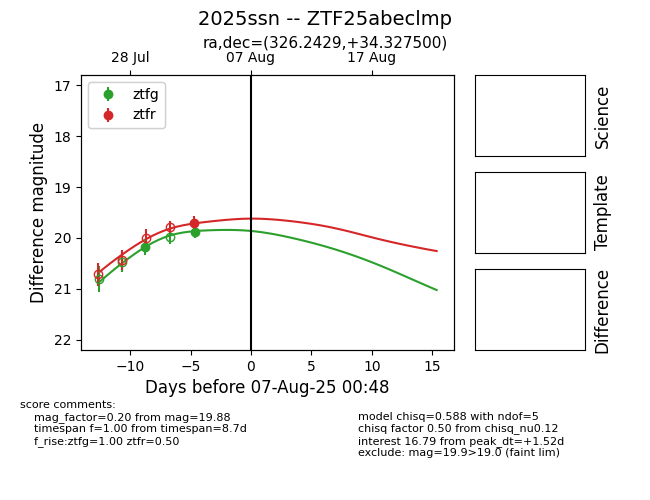 2025ssn -- ZTF25abeclmp
ra,dec=(326.2429,+34.327500)
28 Jul
07 Aug
17 Aug
ztfg
ztfr
17
18
19
20
21
22
Difference magnitude
−10
−5
0
5
10
15
Days before 07-Aug-25 00:48
Science
Template
Difference
score comments:
mag_factor=0.20 from mag=19.88
timespan f=1.00 from timespan=8.7d
f_rise:ztfg=1.00 ztfr=0.50
model chisq=0.588 with ndof=5
chisq factor 0.50 from chisq_nu0.12
interest 16.79 from peak_dt=+1.52d
exclude: mag=19.9>19.0 (faint lim)